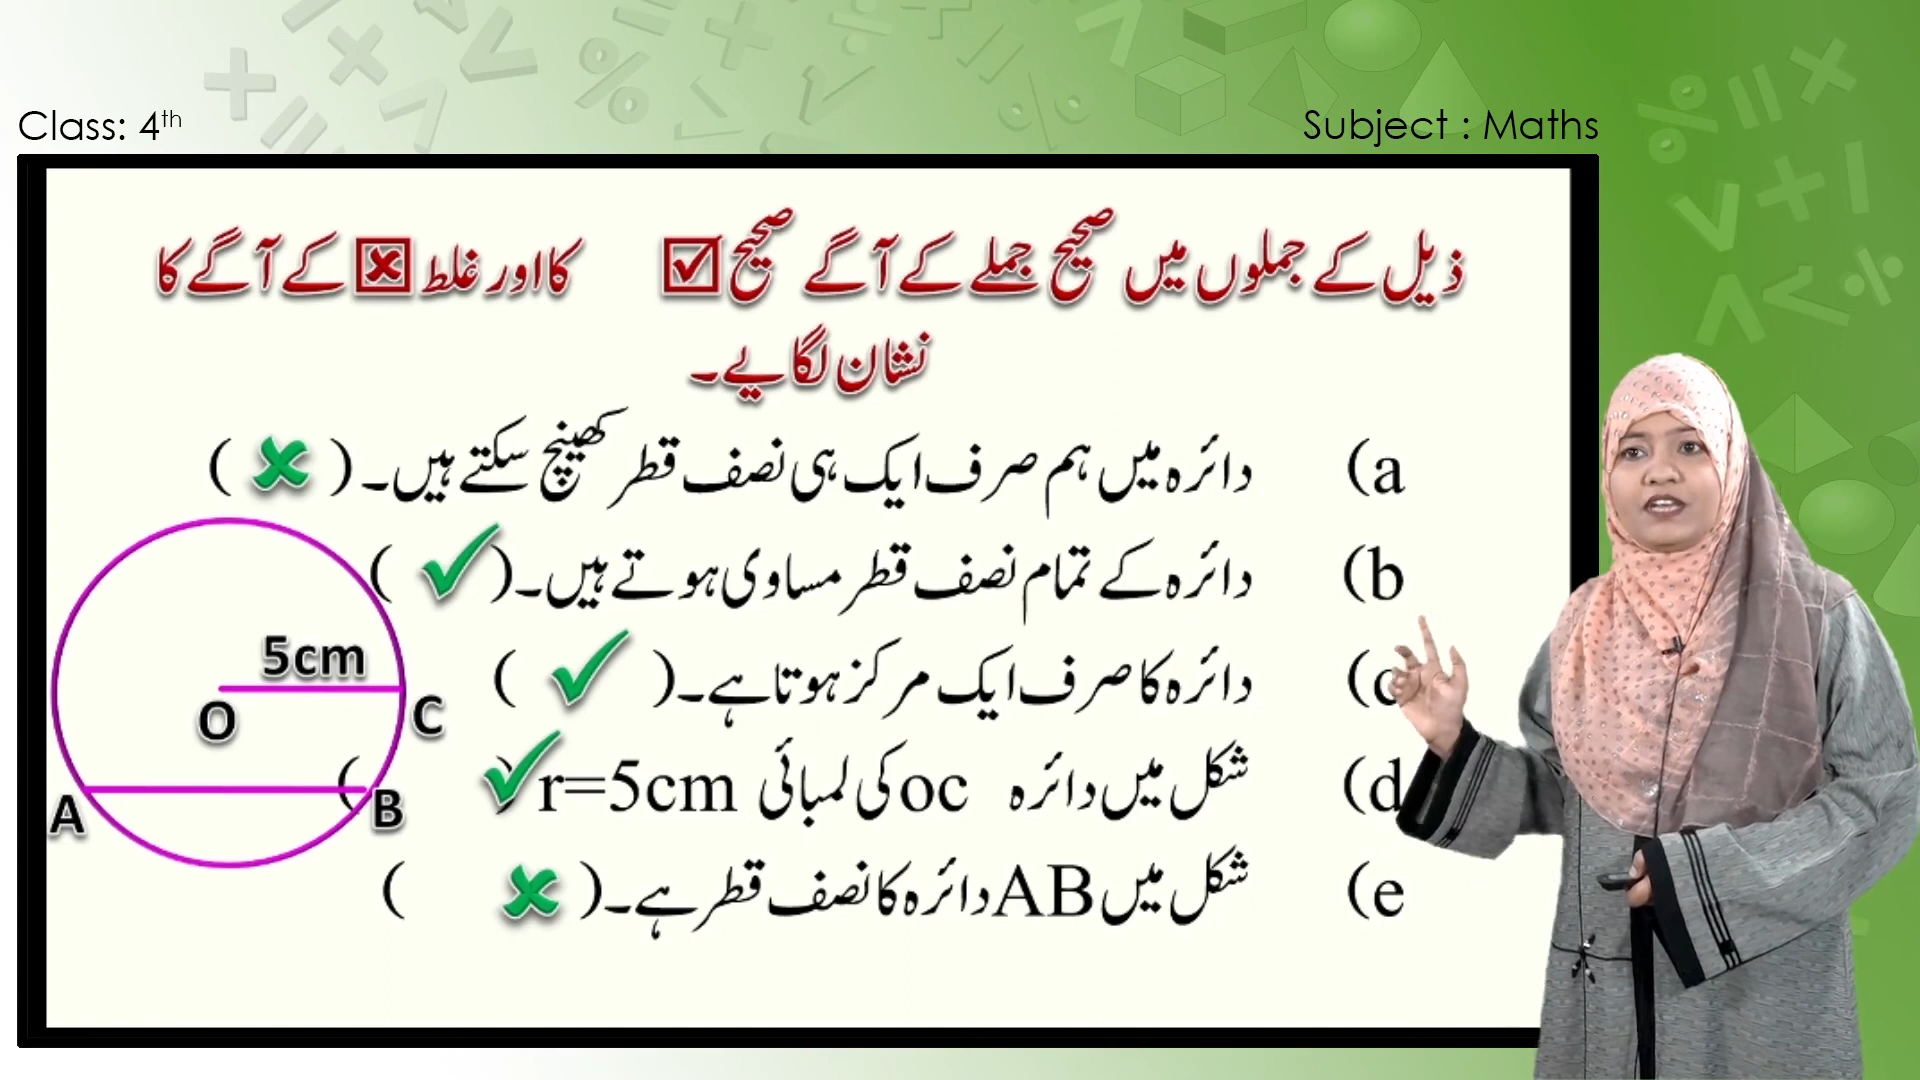 Class: 4th
Subject : Maths
ذیل کے جملوں میں صحیح جملے کے آگے صحیح ☑ کا اور غلط ☒ کے آگے کا
نشان لگایے۔
(a دائرہ میں ہم صرف ایک ہی نصف قطر کھینچ سکتے ہیں۔ ( ✘ )
(b دائرہ کے تمام نصف قطر مساوی ہوتے ہیں۔ ( ✓ )
(c دائرہ کا صرف ایک مرکز ہوتا ہے۔ ( ✓ )
(d شکل میں دائرہ oc کی لمبائی r=5cm ( ✓ )
(e شکل میں AB دائرہ کا نصف قطر ہے۔ ( ✘ )
5cm
O
C
A
B